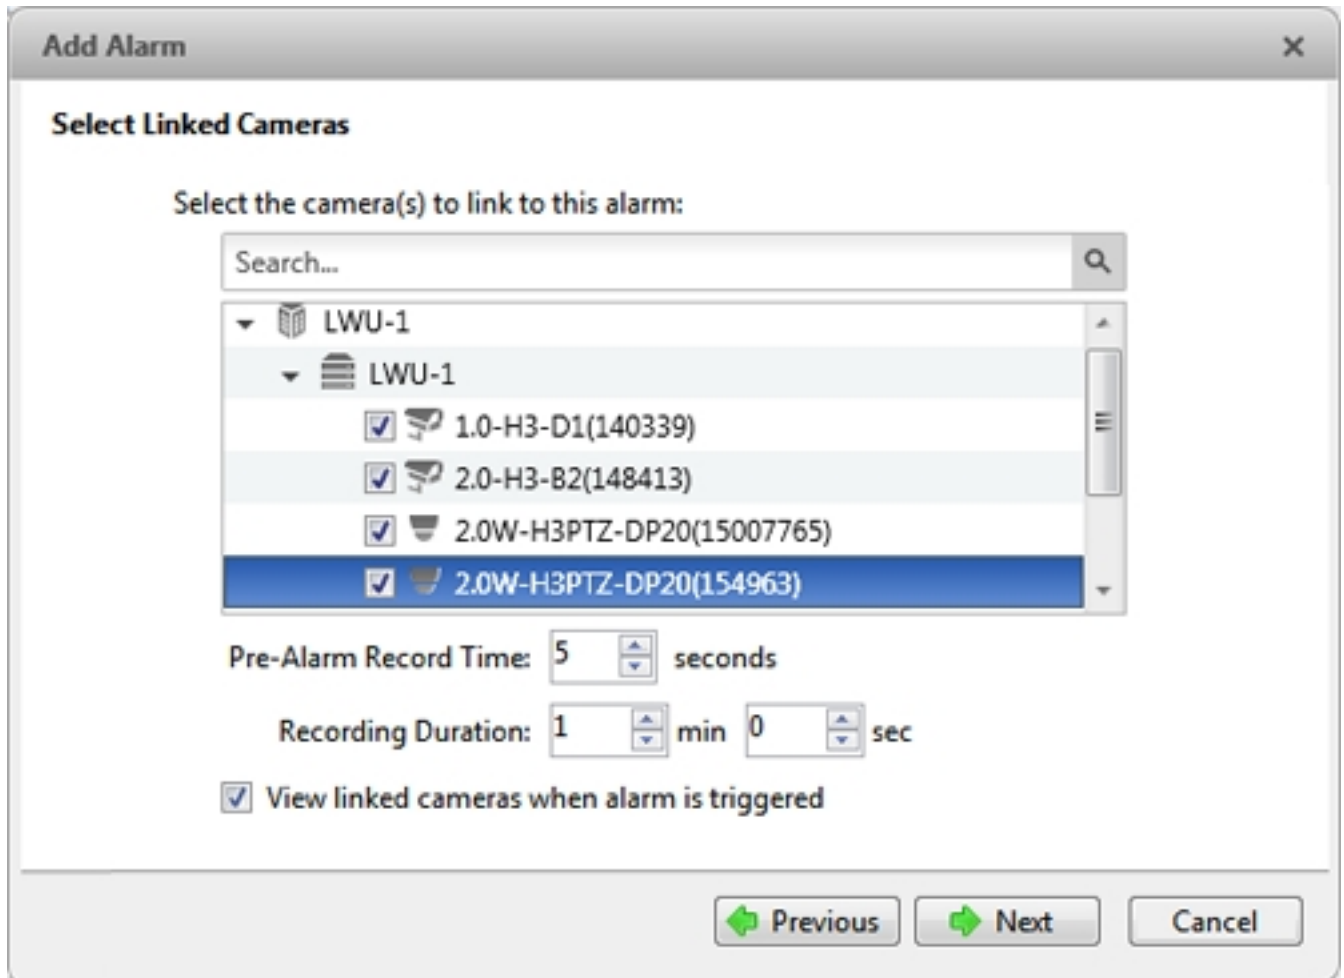 Add Alarm
Select Linked Cameras
Select the camera(s) to link to this alarm:
Search...
LWU-1
LWU-1
1.0-H3-D1(140339)
2.0-H3-B2(148413)
2.0W-H3PTZ-DP20(15007765)
2.0W-H3PTZ-DP20(154963)
Pre-Alarm Record Time: 5 seconds
Recording Duration: 1 min 0 sec
View linked cameras when alarm is triggered
Previous Next Cancel